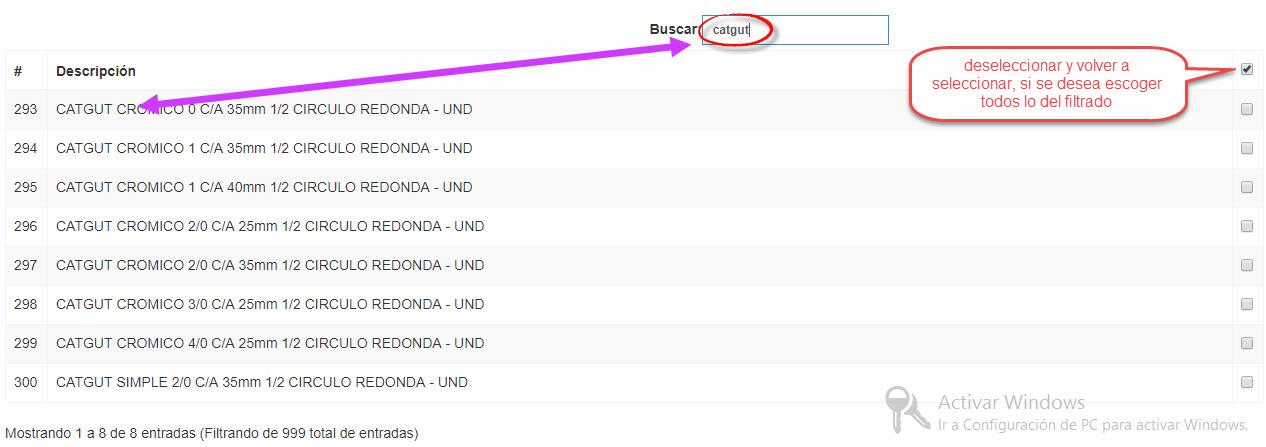 Buscar: catgut
deseleccionar y volver a
seleccionar, si se desea escoger
todos lo del filtrado
# Descripción
293 CATGUT CROMICO 0 C/A 35mm 1/2 CIRCULO REDONDA - UND
294 CATGUT CROMICO 1 C/A 35mm 1/2 CIRCULO REDONDA - UND
295 CATGUT CROMICO 1 C/A 40mm 1/2 CIRCULO REDONDA - UND
296 CATGUT CROMICO 2/0 C/A 25mm 1/2 CIRCULO REDONDA - UND
297 CATGUT CROMICO 2/0 C/A 35mm 1/2 CIRCULO REDONDA - UND
298 CATGUT CROMICO 3/0 C/A 25mm 1/2 CIRCULO REDONDA - UND
299 CATGUT CROMICO 4/0 C/A 25mm 1/2 CIRCULO REDONDA - UND
300 CATGUT SIMPLE 2/0 C/A 35mm 1/2 CIRCULO REDONDA - UND
Activar Windows
Ir a Configuración de PC para activar Windows.
Mostrando 1 a 8 de 8 entradas (Filtrando de 999 total de entradas)